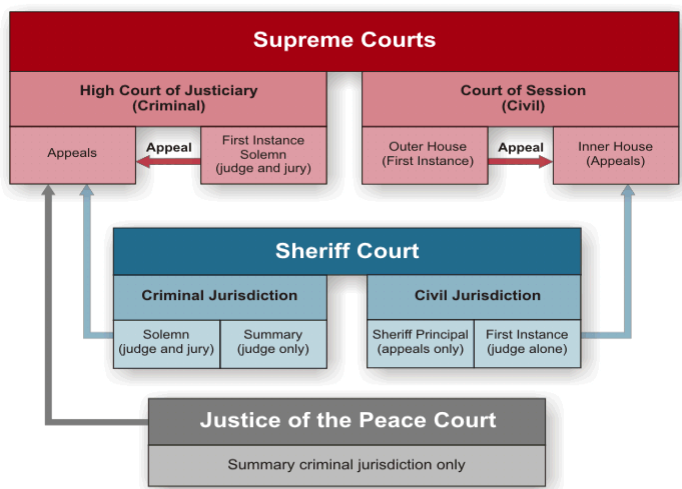 Supreme Courts
High Court of Justiciary
(Criminal)
Court of Session
(Civil)
Appeals
Appeal
First Instance
Solemn
(judge and jury)
Outer House
(First Instance)
Appeal
Inner House
(Appeals)
Sheriff Court
Criminal Jurisdiction
Civil Jurisdiction
Solemn
(judge and jury)
Summary
(judge only)
Sheriff Principal
(appeals only)
First Instance
(judge alone)
Justice of the Peace Court
Summary criminal jurisdiction only